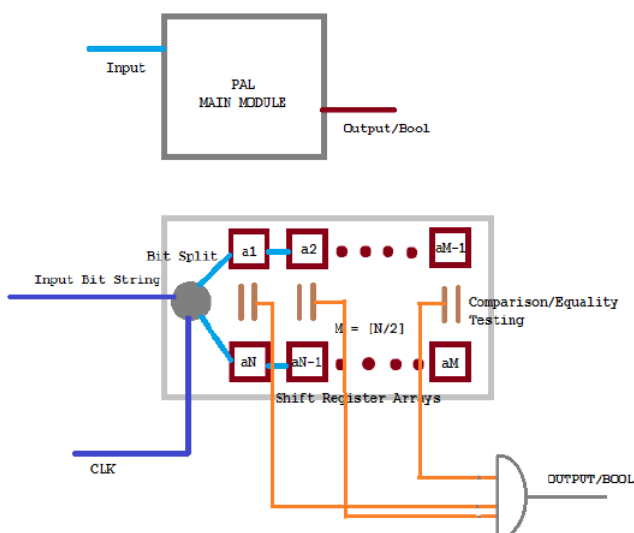 Input
PAL
MAIN MODULE
Output/Bool
Bit Split
a1
a2
aM-1
Input Bit String
Comparison/Equality
Testing
M = [N/2]
aN
aN-1
aM
Shift Register Arrays
CLK
OUTPUT/BOOL